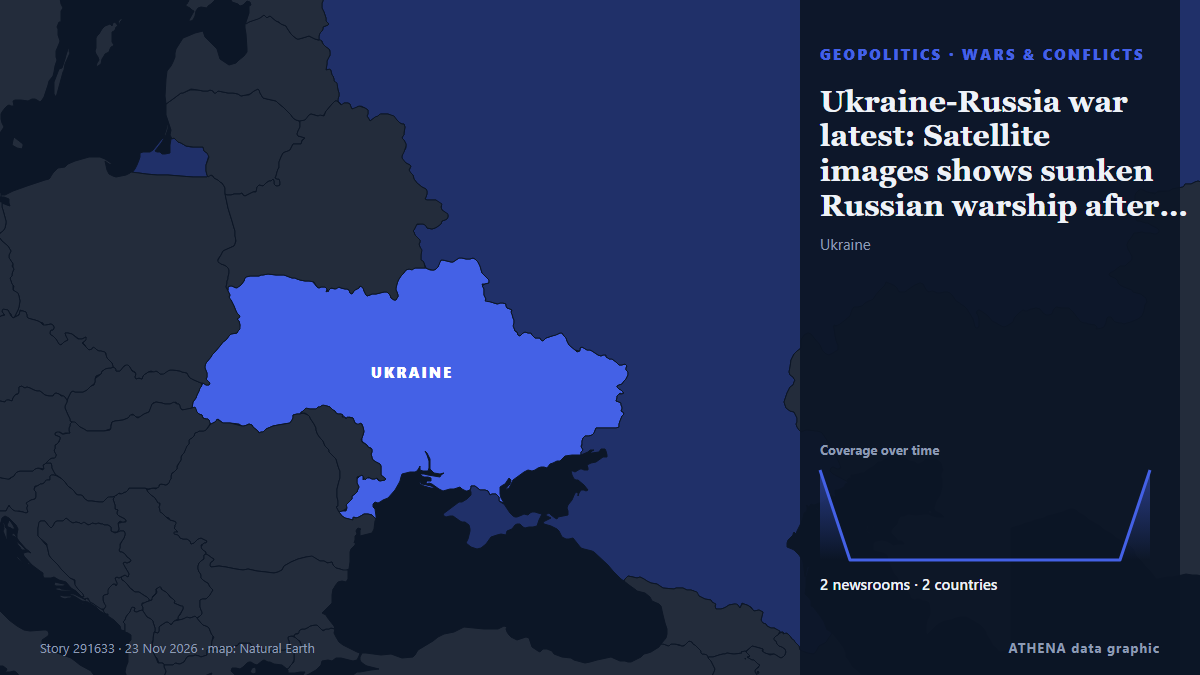 GEOPOLITICS · WARS & CONFLICTS
Ukraine-Russia war
latest: Satellite
images shows sunken
Russian warship after...
Ukraine
UKRAINE
Coverage over time
2 newsrooms · 2 countries
Story 291633 · 23 Nov 2026 · map: Natural Earth
ATHENA data graphic